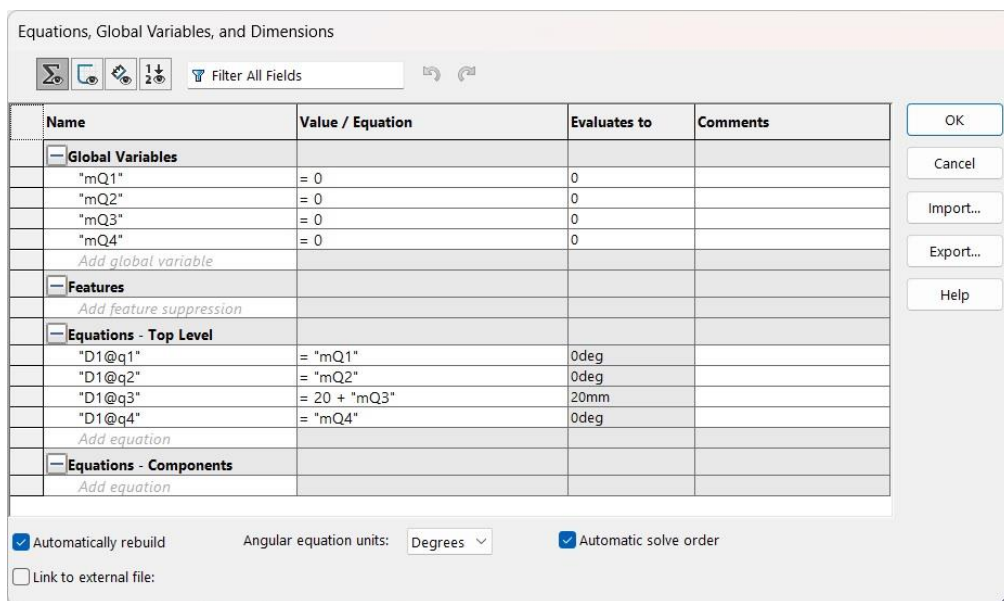 Equations, Global Variables, and Dimensions
Filter All Fields
Name Value / Equation Evaluates to Comments
Global Variables
"mQ1" = 0 0
"mQ2" = 0 0
"mQ3" = 0 0
"mQ4" = 0 0
Add global variable
Features
Add feature suppression
Equations - Top Level
"D1@q1" = "mQ1" 0deg
"D1@q2" = "mQ2" 0deg
"D1@q3" = 20 + "mQ3" 20mm
"D1@q4" = "mQ4" 0deg
Add equation
Equations - Components
Add equation
OK
Cancel
Import...
Export...
Help
Automatically rebuild Angular equation units: Degrees Automatic solve order
Link to external file: